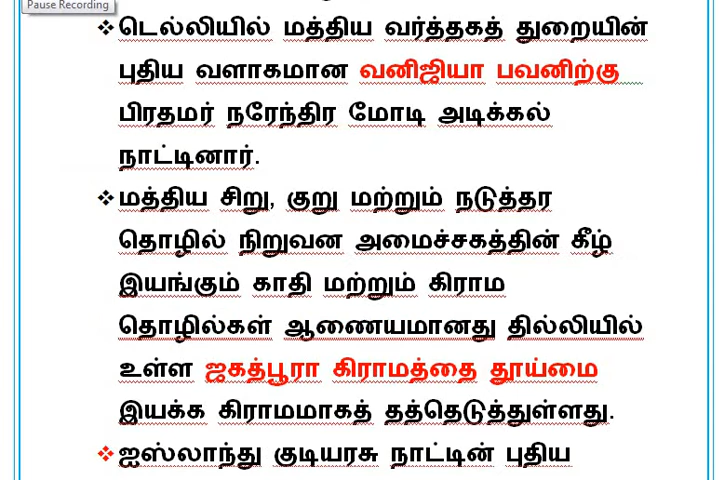 Pause Recording
❖டெல்லியில் மத்திய வர்த்தகத் துறையின்
புதிய வளாகமான வனிஜியா பவனிற்கு
பிரதமர் நரேந்திர மோடி அடிக்கல்
நாட்டினார்.
❖மத்திய சிறு, குறு மற்றும் நடுத்தர
தொழில் நிறுவன அமைச்சகத்தின் கீழ்
இயங்கும் காதி மற்றும் கிராம
தொழில்கள் ஆணையமானது தில்லியில்
உள்ள ஜகத்பூரா கிராமத்தை தூய்மை
இயக்க கிராமமாகத் தத்தெடுத்துள்ளது.
❖ஐஸ்லாந்து குடியரசு நாட்டின் புதிய